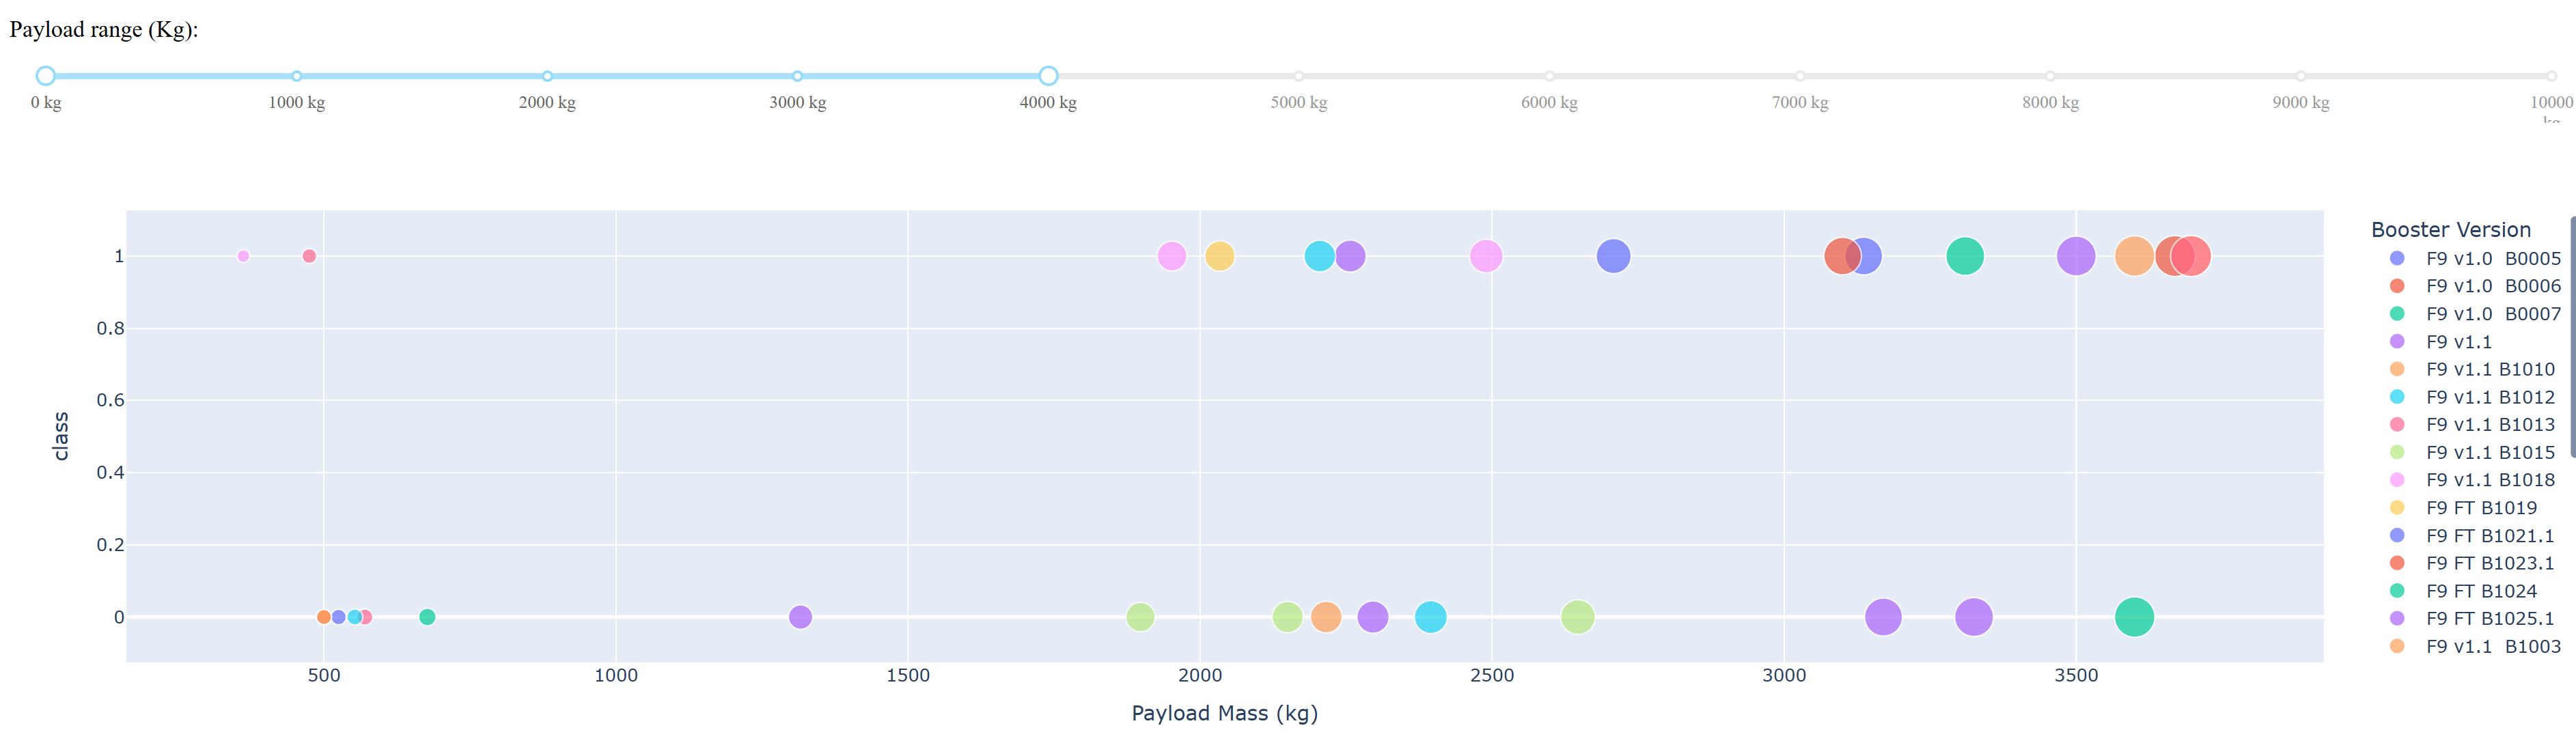 Payload range (Kg):
0 kg 1000 kg 2000 kg 3000 kg 4000 kg 5000 kg 6000 kg 7000 kg 8000 kg 9000 kg 10000
kg
Booster Version
F9 v1.0  B0005
F9 v1.0  B0006
F9 v1.0  B0007
F9 v1.1
F9 v1.1 B1010
F9 v1.1 B1012
F9 v1.1 B1013
F9 v1.1 B1015
F9 v1.1 B1018
F9 FT B1019
F9 FT B1021.1
F9 FT B1023.1
F9 FT B1024
F9 FT B1025.1
F9 v1.1  B1003
class
1
0.8
0.6
0.4
0.2
0
500 1000 1500 2000 2500 3000 3500
Payload Mass (kg)